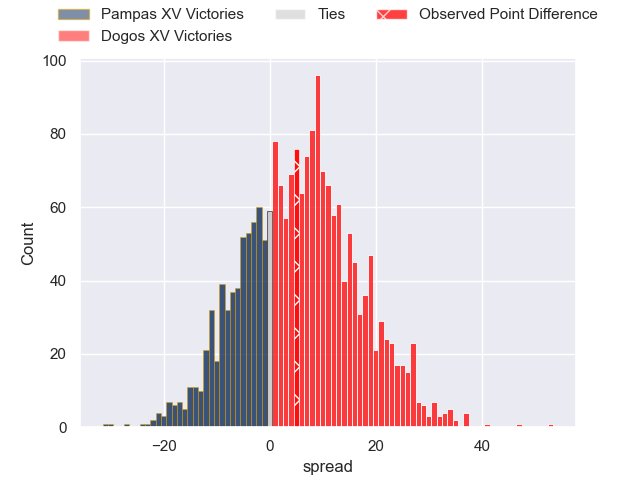 Pampas XV Victories
Ties
Observed Point Difference
Dogos XV Victories
100
80
60
40
20
0
Count
−20
0
20
40
spread